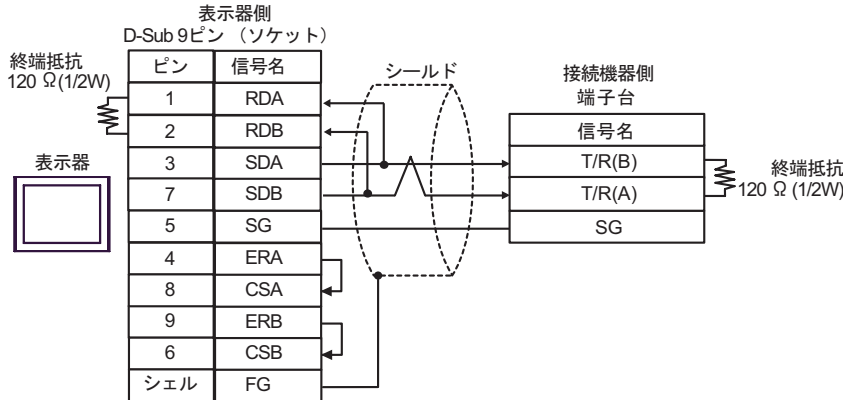 表示器側
D-Sub 9ピン (ソケット)
終端抵抗
120 Ω(1/2W)
表示器
ピン 信号名
1 RDA
2 RDB
3 SDA
7 SDB
5 SG
4 ERA
8 CSA
9 ERB
6 CSB
シェル FG
シールド
接続機器側
端子台
信号名
T/R(B)
T/R(A)
SG
終端抵抗
120 Ω (1/2W)